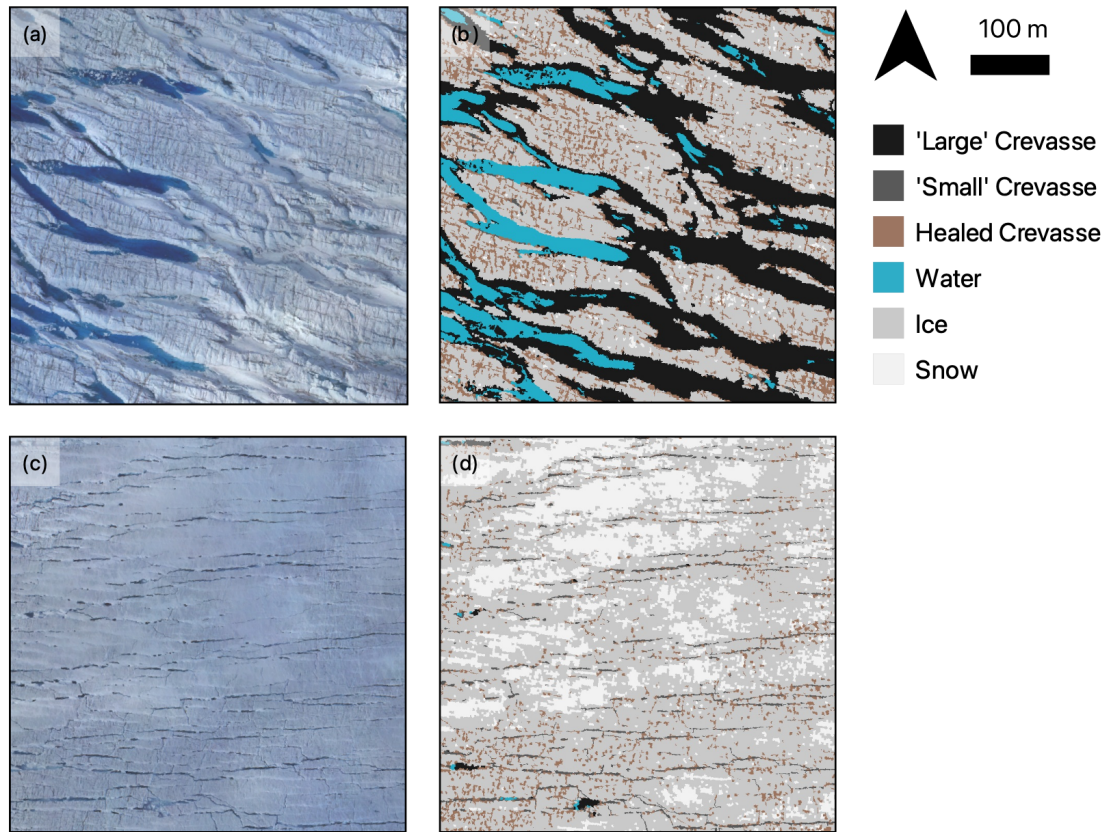 (a)
(b)
100 m
'Large' Crevasse
'Small' Crevasse
Healed Crevasse
Water
Ice
Snow
(c)
(d)